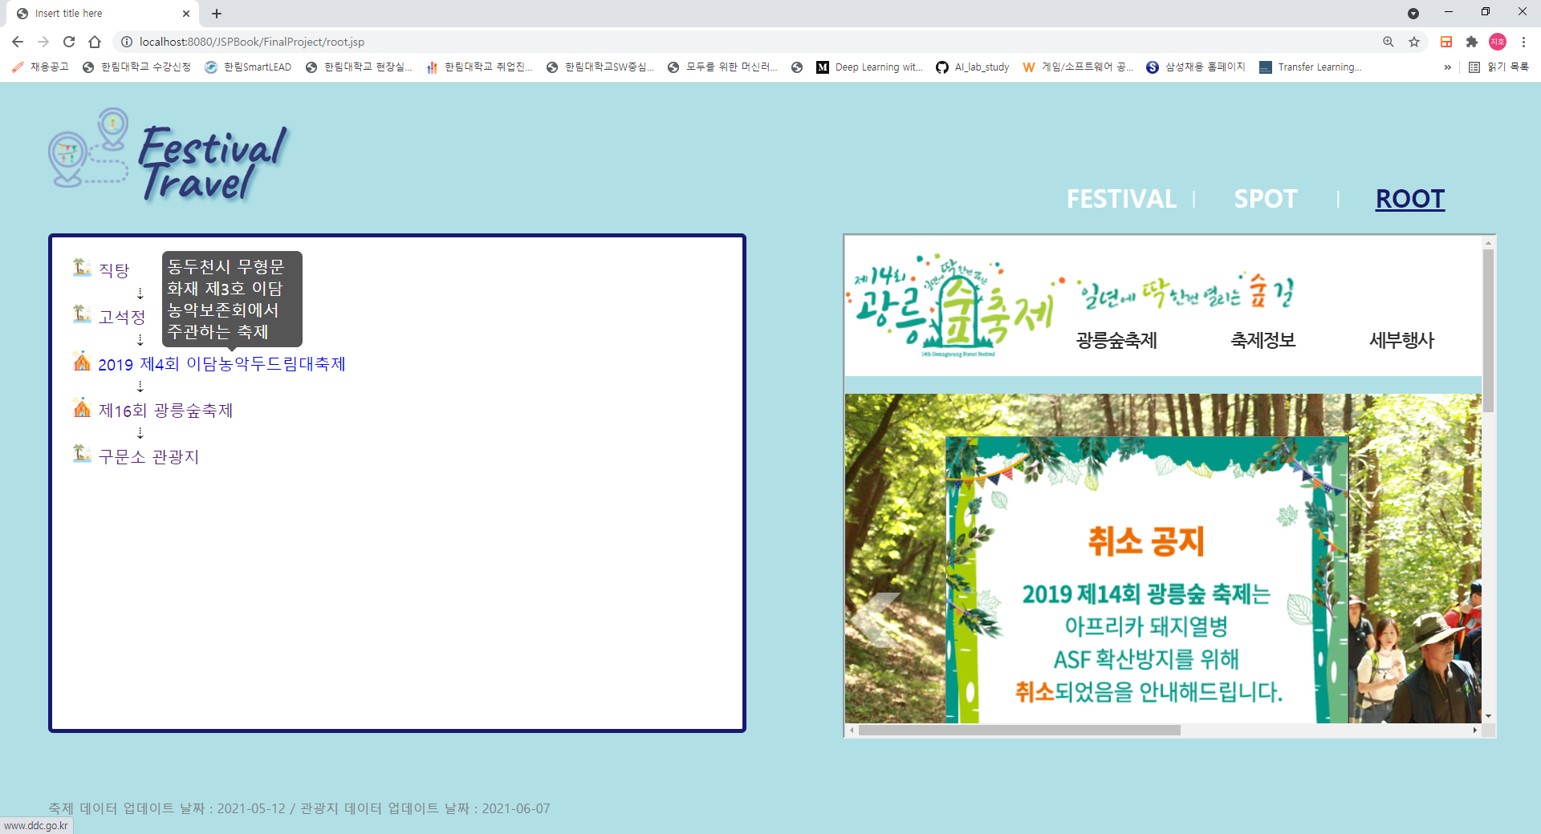 Insert title here
localhost:8080/JSPBook/FinalProject/root.jsp
지호
채용공고
한림대학교 수강신청
한림SmartLEAD
한림대학교 현장실...
한림대학교 취업진...
한림대학교SW중심...
모두를 위한 머신러...
Deep Learning wit...
AI_lab_study
게임/소프트웨어 공...
삼성채용 홈페이지
Transfer Learning...
»
읽기 목록
Festival
Travel
FESTIVAL | SPOT | ROOT
직탕
고석정
동두천시 무형문
화재 제3호 이담
농악보존회에서
주관하는 축제
2019 제4회 이담농악두드림대축제
제16회 광릉숲축제
구문소 관광지
제14회
일년에 딱 한번 열리는 숲길
광릉숲축제
일년에 딱 한번 열리는 숲길
광릉숲축제
축제정보
세부행사
취소 공지
2019 제14회 광릉숲 축제는
아프리카 돼지열병
ASF 확산방지를 위해
취소되었음을 안내해드립니다.
축제 데이터 업데이트 날짜 : 2021-05-12 / 관광지 데이터 업데이트 날짜 : 2021-06-07
www.ddc.go.kr